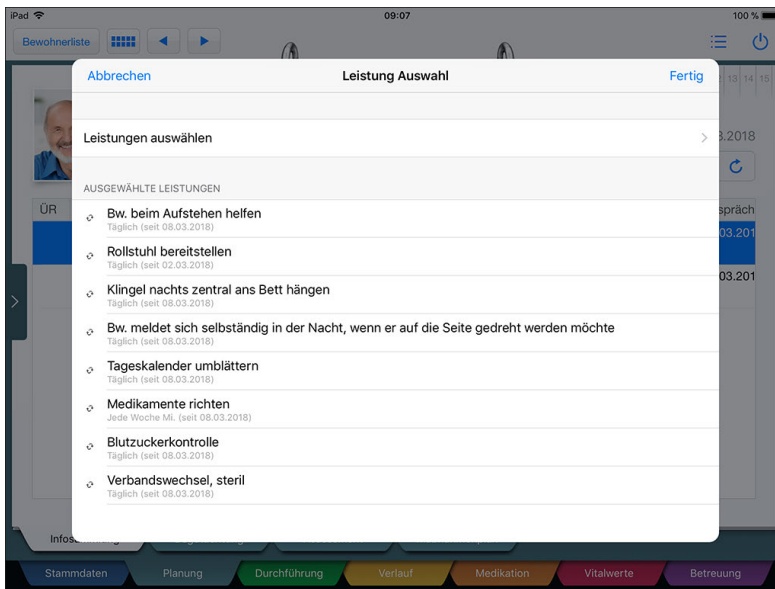 iPad 09:07 100 %
Bewohnerliste
Abbrechen Leistung Auswahl Fertig
13 14 15
Leistungen auswählen
3.2018
AUSGEWÄHLTE LEISTUNGEN
ÜR spräch
Bw. beim Aufstehen helfen
Täglich (seit 08.03.2018)
03.201
Rollstuhl bereitstellen
Täglich (seit 02.03.2018)
03.201
Klingel nachts zentral ans Bett hängen
Täglich (seit 08.03.2018)
Bw. meldet sich selbständig in der Nacht, wenn er auf die Seite gedreht werden möchte
Täglich (seit 08.03.2018)
Tageskalender umblättern
Täglich (seit 08.03.2018)
Medikamente richten
Jede Woche Mi. (seit 08.03.2018)
Blutzuckerkontrolle
Täglich (seit 08.03.2018)
Verbandswechsel, steril
Täglich (seit 08.03.2018)
Stammdaten Planung Durchführung Verlauf Medikation Vitalwerte Betreuung